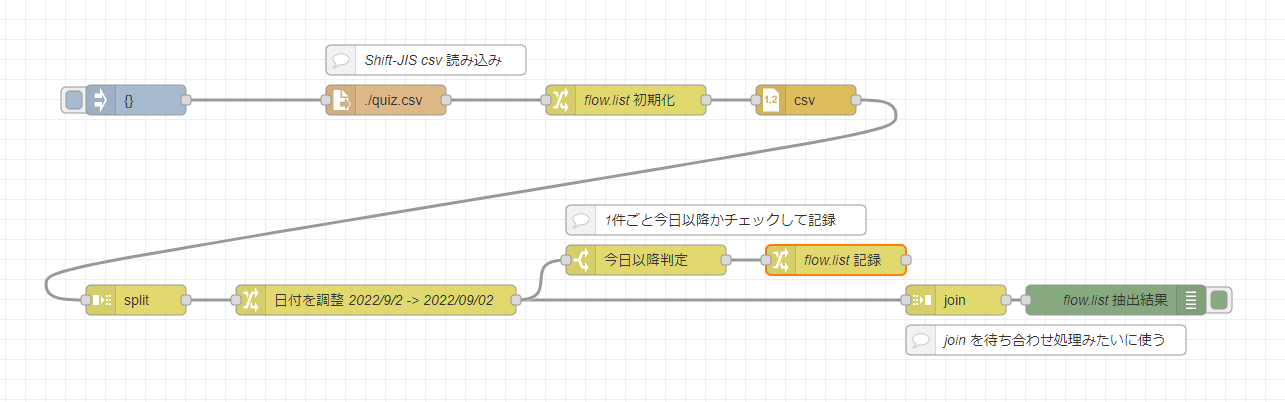 Shift-JIS csv 読み込み
{}
./quiz.csv
flow.list 初期化
1,2
csv
1件ごと今日以降かチェックして記録
今日以降判定
flow.list 記録
split
日付を調整 2022/9/2 -> 2022/09/02
join
flow.list 抽出結果
join を待ち合わせ処理みたいに使う